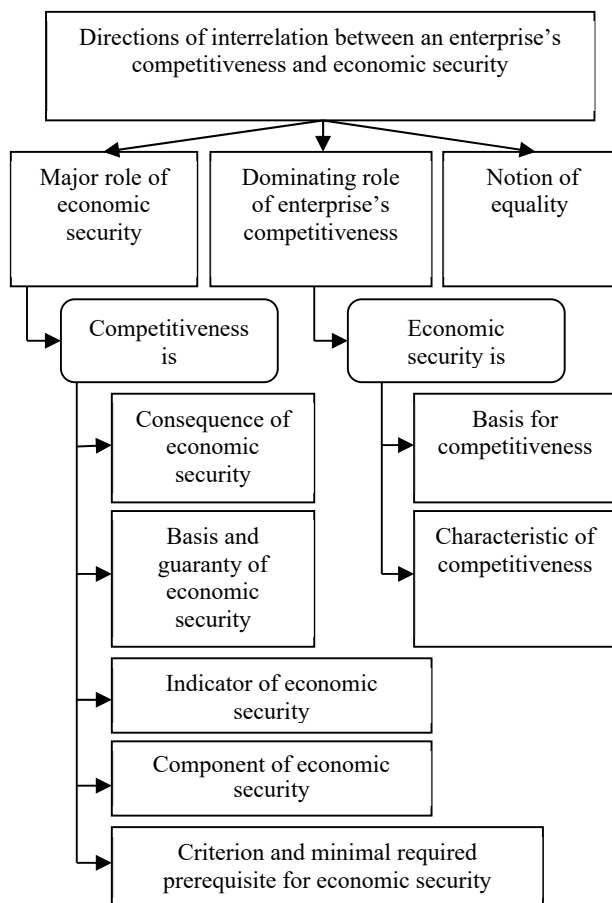 Directions of interrelation between an enterprise’s
competitiveness and economic security
Major role of
economic
security
Dominating role
of enterprise’s
competitiveness
Notion of
equality
Competitiveness
is
Economic
security is
Consequence of
economic
security
Basis and
guaranty of
economic
security
Indicator of economic
security
Component of economic
security
Criterion and minimal required
prerequisite for economic security
Basis for
competitiveness
Characteristic of
competitiveness